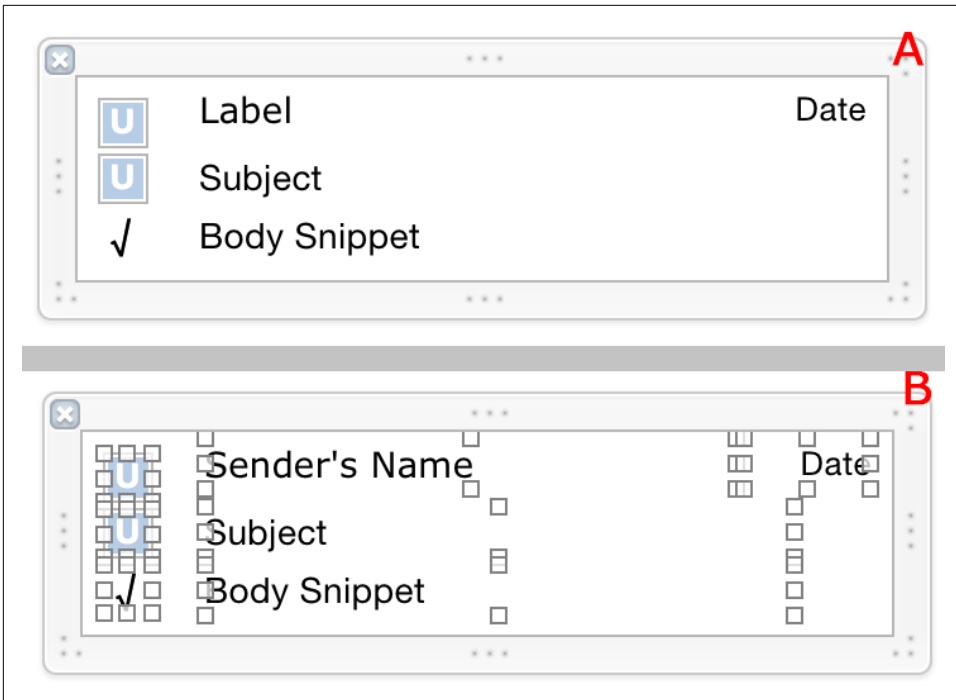 A
U Label Date
U Subject
√ Body Snippet
B
U Sender's Name Date
U Subject
√ Body Snippet